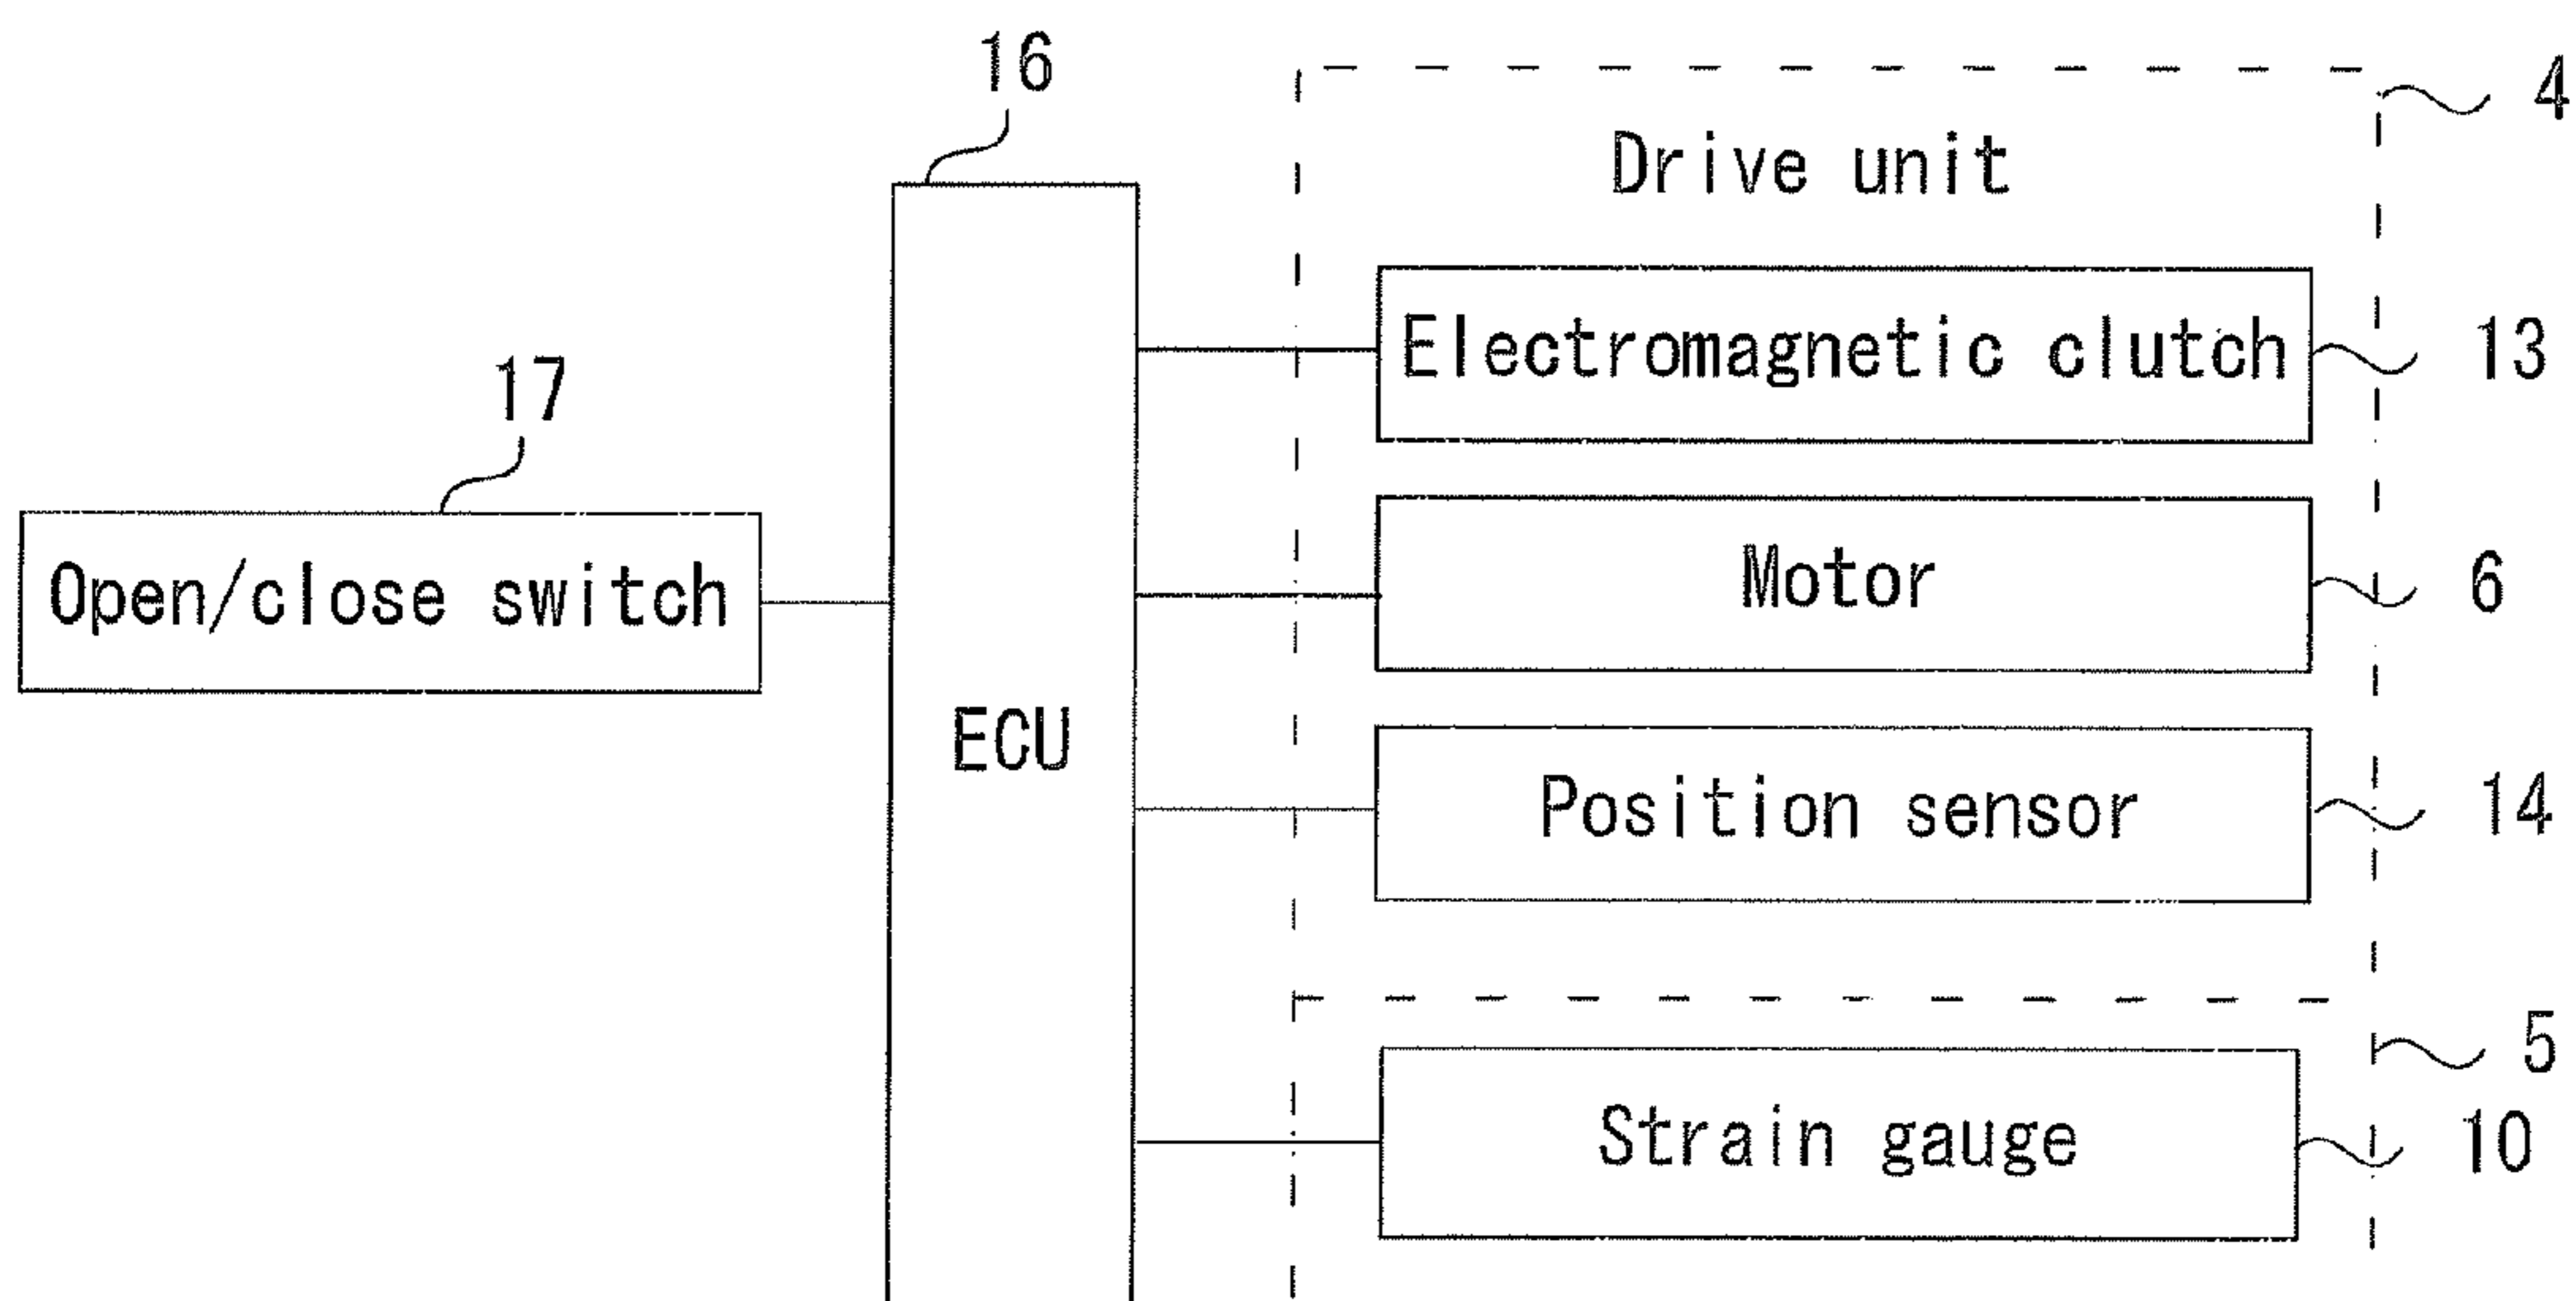 16
4
Drive unit
Electromagnetic clutch
13
17
Open/close switch
Motor
6
ECU
Position sensor
14
5
Strain gauge
10